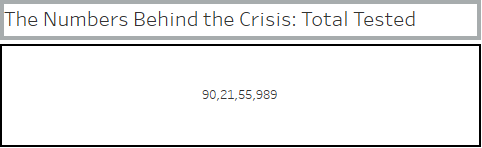 The Numbers Behind the Crisis: Total Tested
90,21,55,989